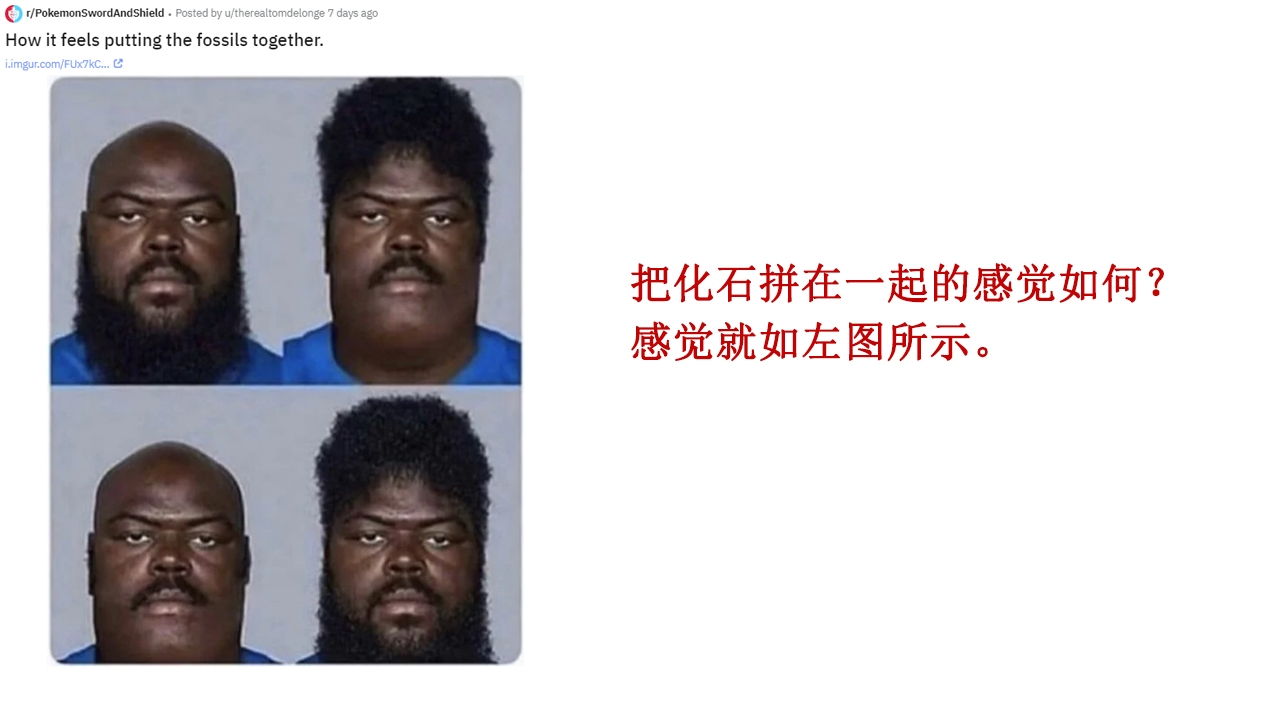 r/PokemonSwordAndShield • Posted by u/therealtomdelonge 7 days ago
How it feels putting the fossils together.
i.imgur.com/FUx7kC...
把化石拼在一起的感觉如何？
感觉就如左图所示。